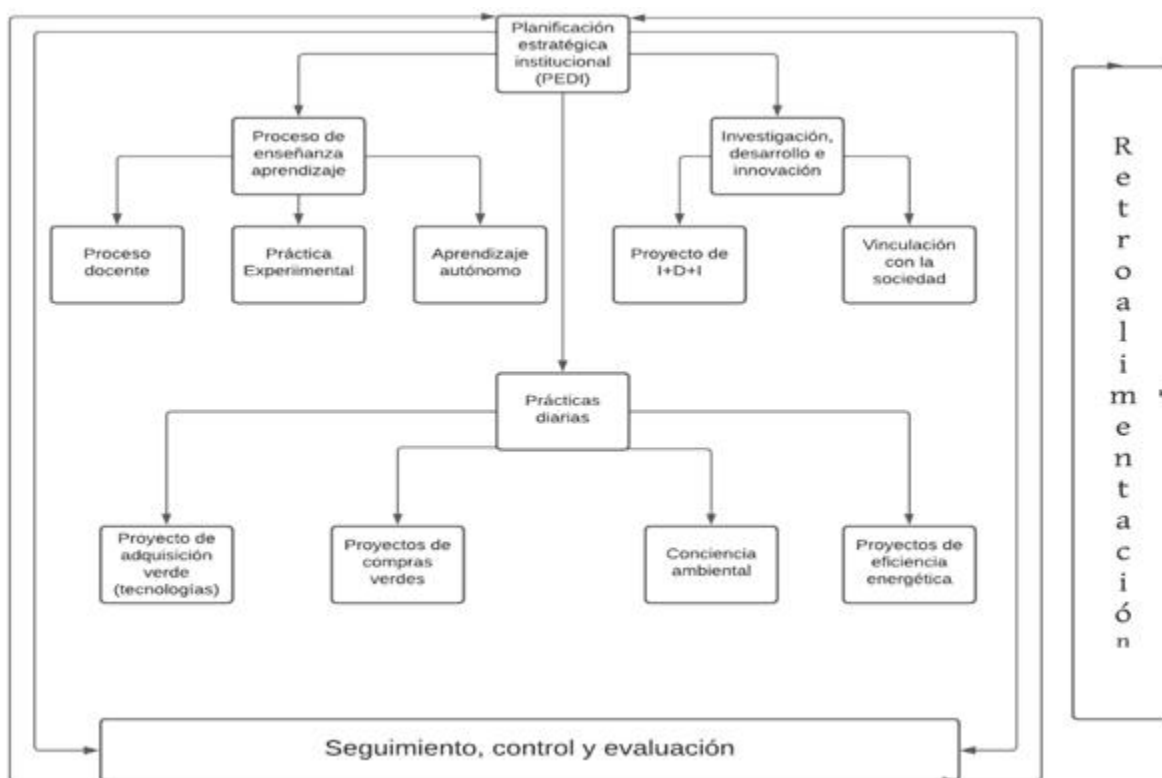 Planificación
estratégica
institucional
(PEDI)
Proceso de
enseñanza
aprendizaje
Investigación,
desarrollo e
innovación
Proceso
docente
Práctica
Experiimental
Aprendizaje
autónomo
Proyecto de
I+D+I
Vinculación
con la
sociedad
Prácticas
diarias
Proyecto de
adquisición
verde
(tecnologías)
Proyectos de
compras
verdes
Conciencia
ambiental
Proyectos de
eficiencia
energética
Seguimiento, control y evaluación
Retroalimentación